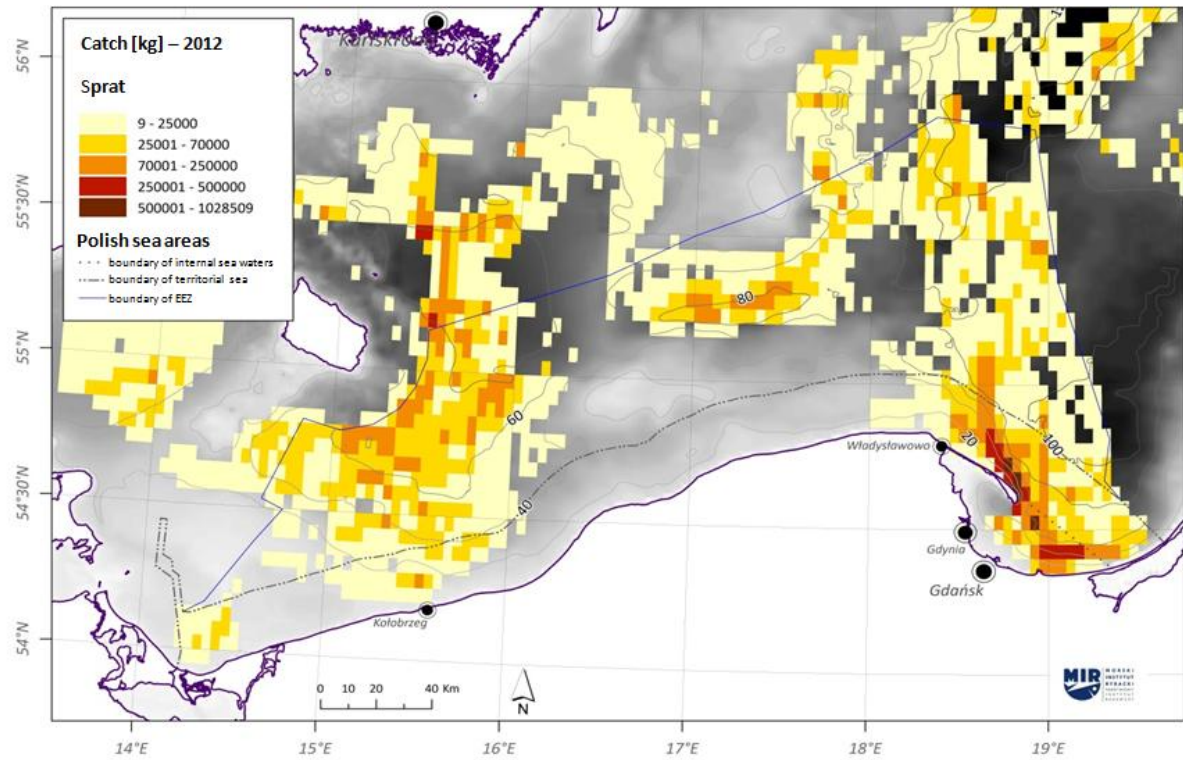 Catch [kg] – 2012
Sprat
9 - 25000
25001 - 70000
70001 - 250000
250001 - 500000
500001 - 1028509
Polish sea areas
boundary of internal sea waters
boundary of territorial sea
boundary of EEZ
56°N
55°30'N
55°N
54°30'N
54°N
80
60
40
20
100
Władysławowo
Gdynia
Gdańsk
Kołobrzeg
0 10 20 40 Km
N
MIR
MORSKI
INSTYTUT
RYBACKI
14°E 15°E 16°E 17°E 18°E 19°E